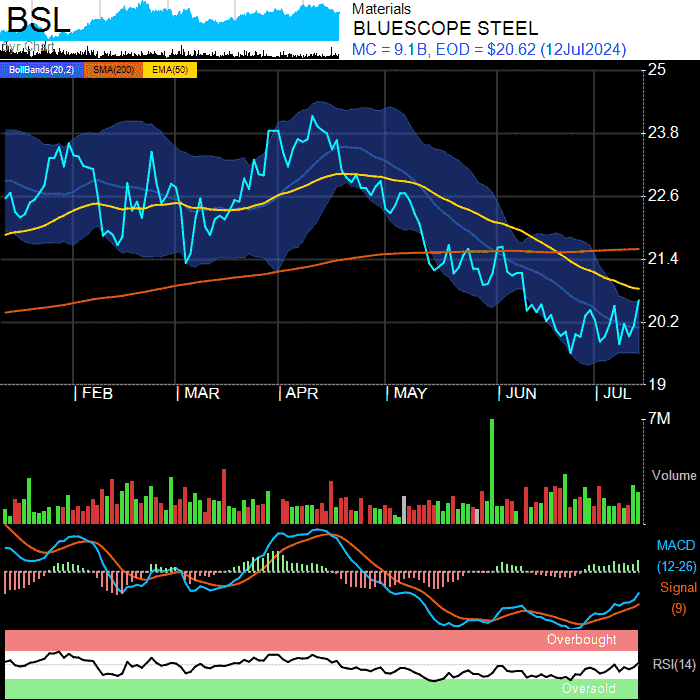 BSL
Materials
BLUESCOPE STEEL
MC = 9.1B, EOD = $20.62 (12Jul2024)
BollBands(20,2) SMA(200) EMA(50)
25
23.8
22.6
21.4
20.2
19
FEB MAR APR MAY JUN JUL
7M
Volume
MACD
(12-26)
Signal
(9)
Overbought
RSI(14)
Oversold